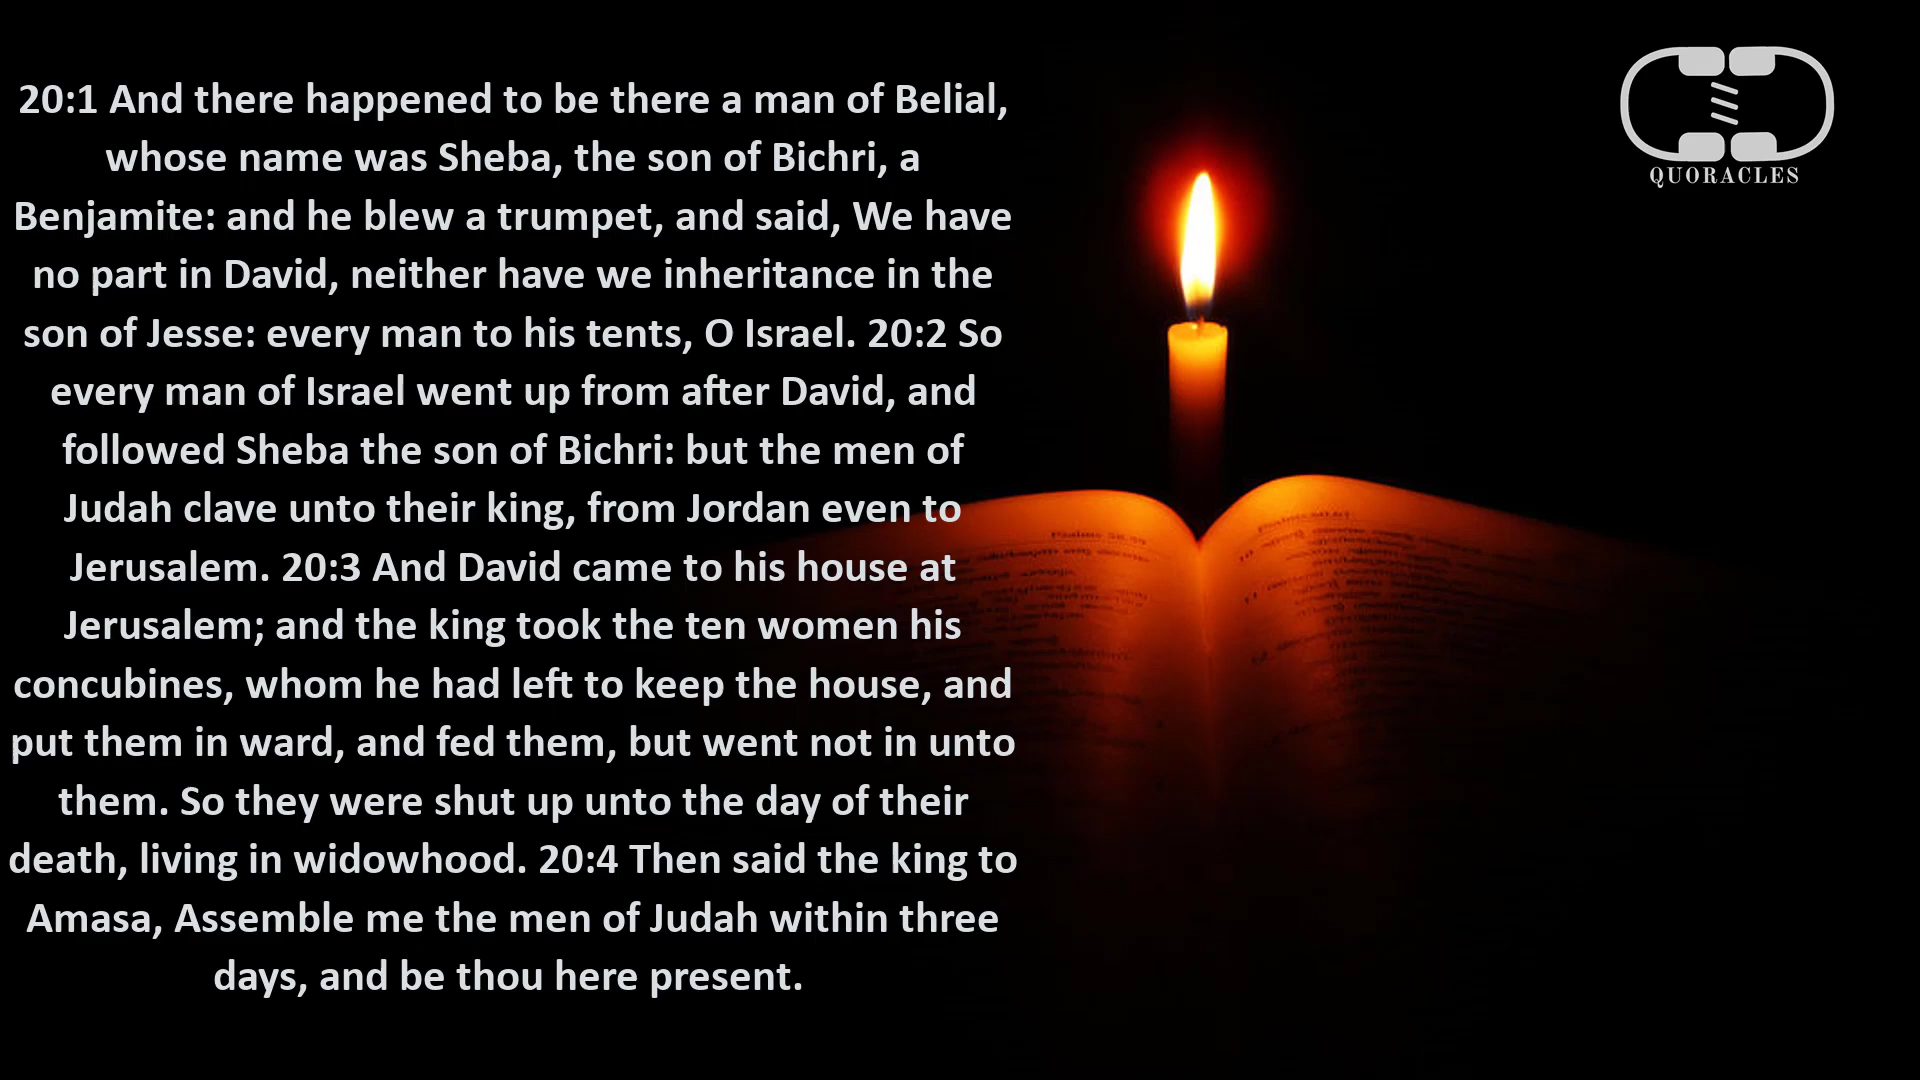 20:1 And there happened to be there a man of Belial,
whose name was Sheba, the son of Bichri, a
Benjamite: and he blew a trumpet, and said, We have
no part in David, neither have we inheritance in the
son of Jesse: every man to his tents, O Israel. 20:2 So
every man of Israel went up from after David, and
followed Sheba the son of Bichri: but the men of
Judah clave unto their king, from Jordan even to
Jerusalem. 20:3 And David came to his house at
Jerusalem; and the king took the ten women his
concubines, whom he had left to keep the house, and
put them in ward, and fed them, but went not in unto
them. So they were shut up unto the day of their
death, living in widowhood. 20:4 Then said the king to
Amasa, Assemble me the men of Judah within three
days, and be thou here present.
QUORACLES